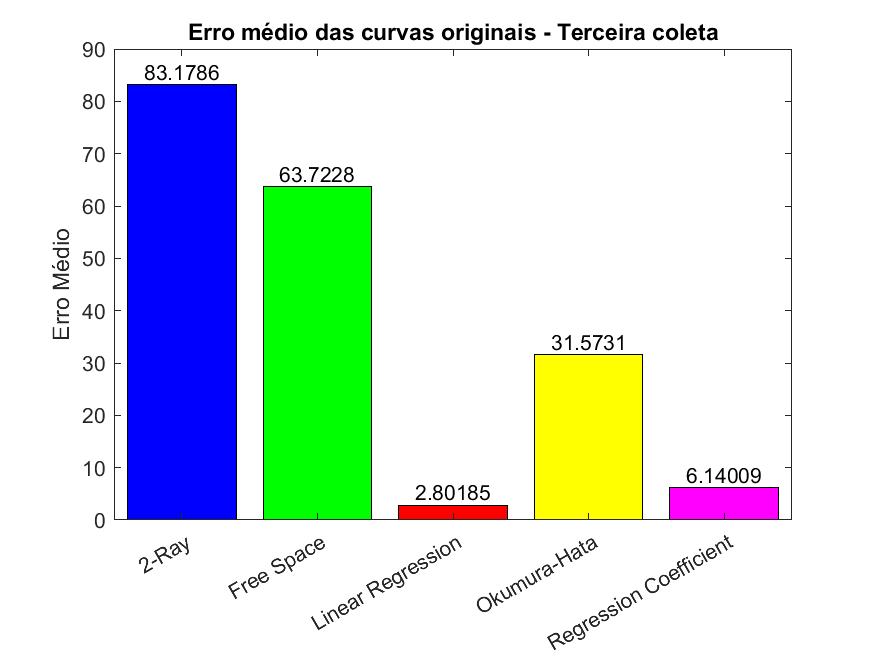 Erro médio das curvas originais - Terceira coleta
Erro Médio
90
80
70
60
50
40
30
20
10
0
83.1786
63.7228
2.80185
31.5731
6.14009
2-Ray
Free Space
Linear Regression
Okumura-Hata
Regression Coefficient